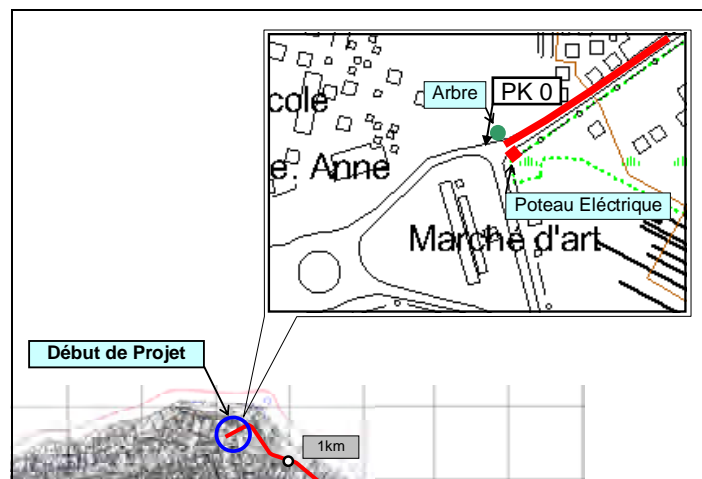 Arbre
PK 0
cole
e. Anne
Poteau Eléctrique
Marche d'art
Début de Projet
1km